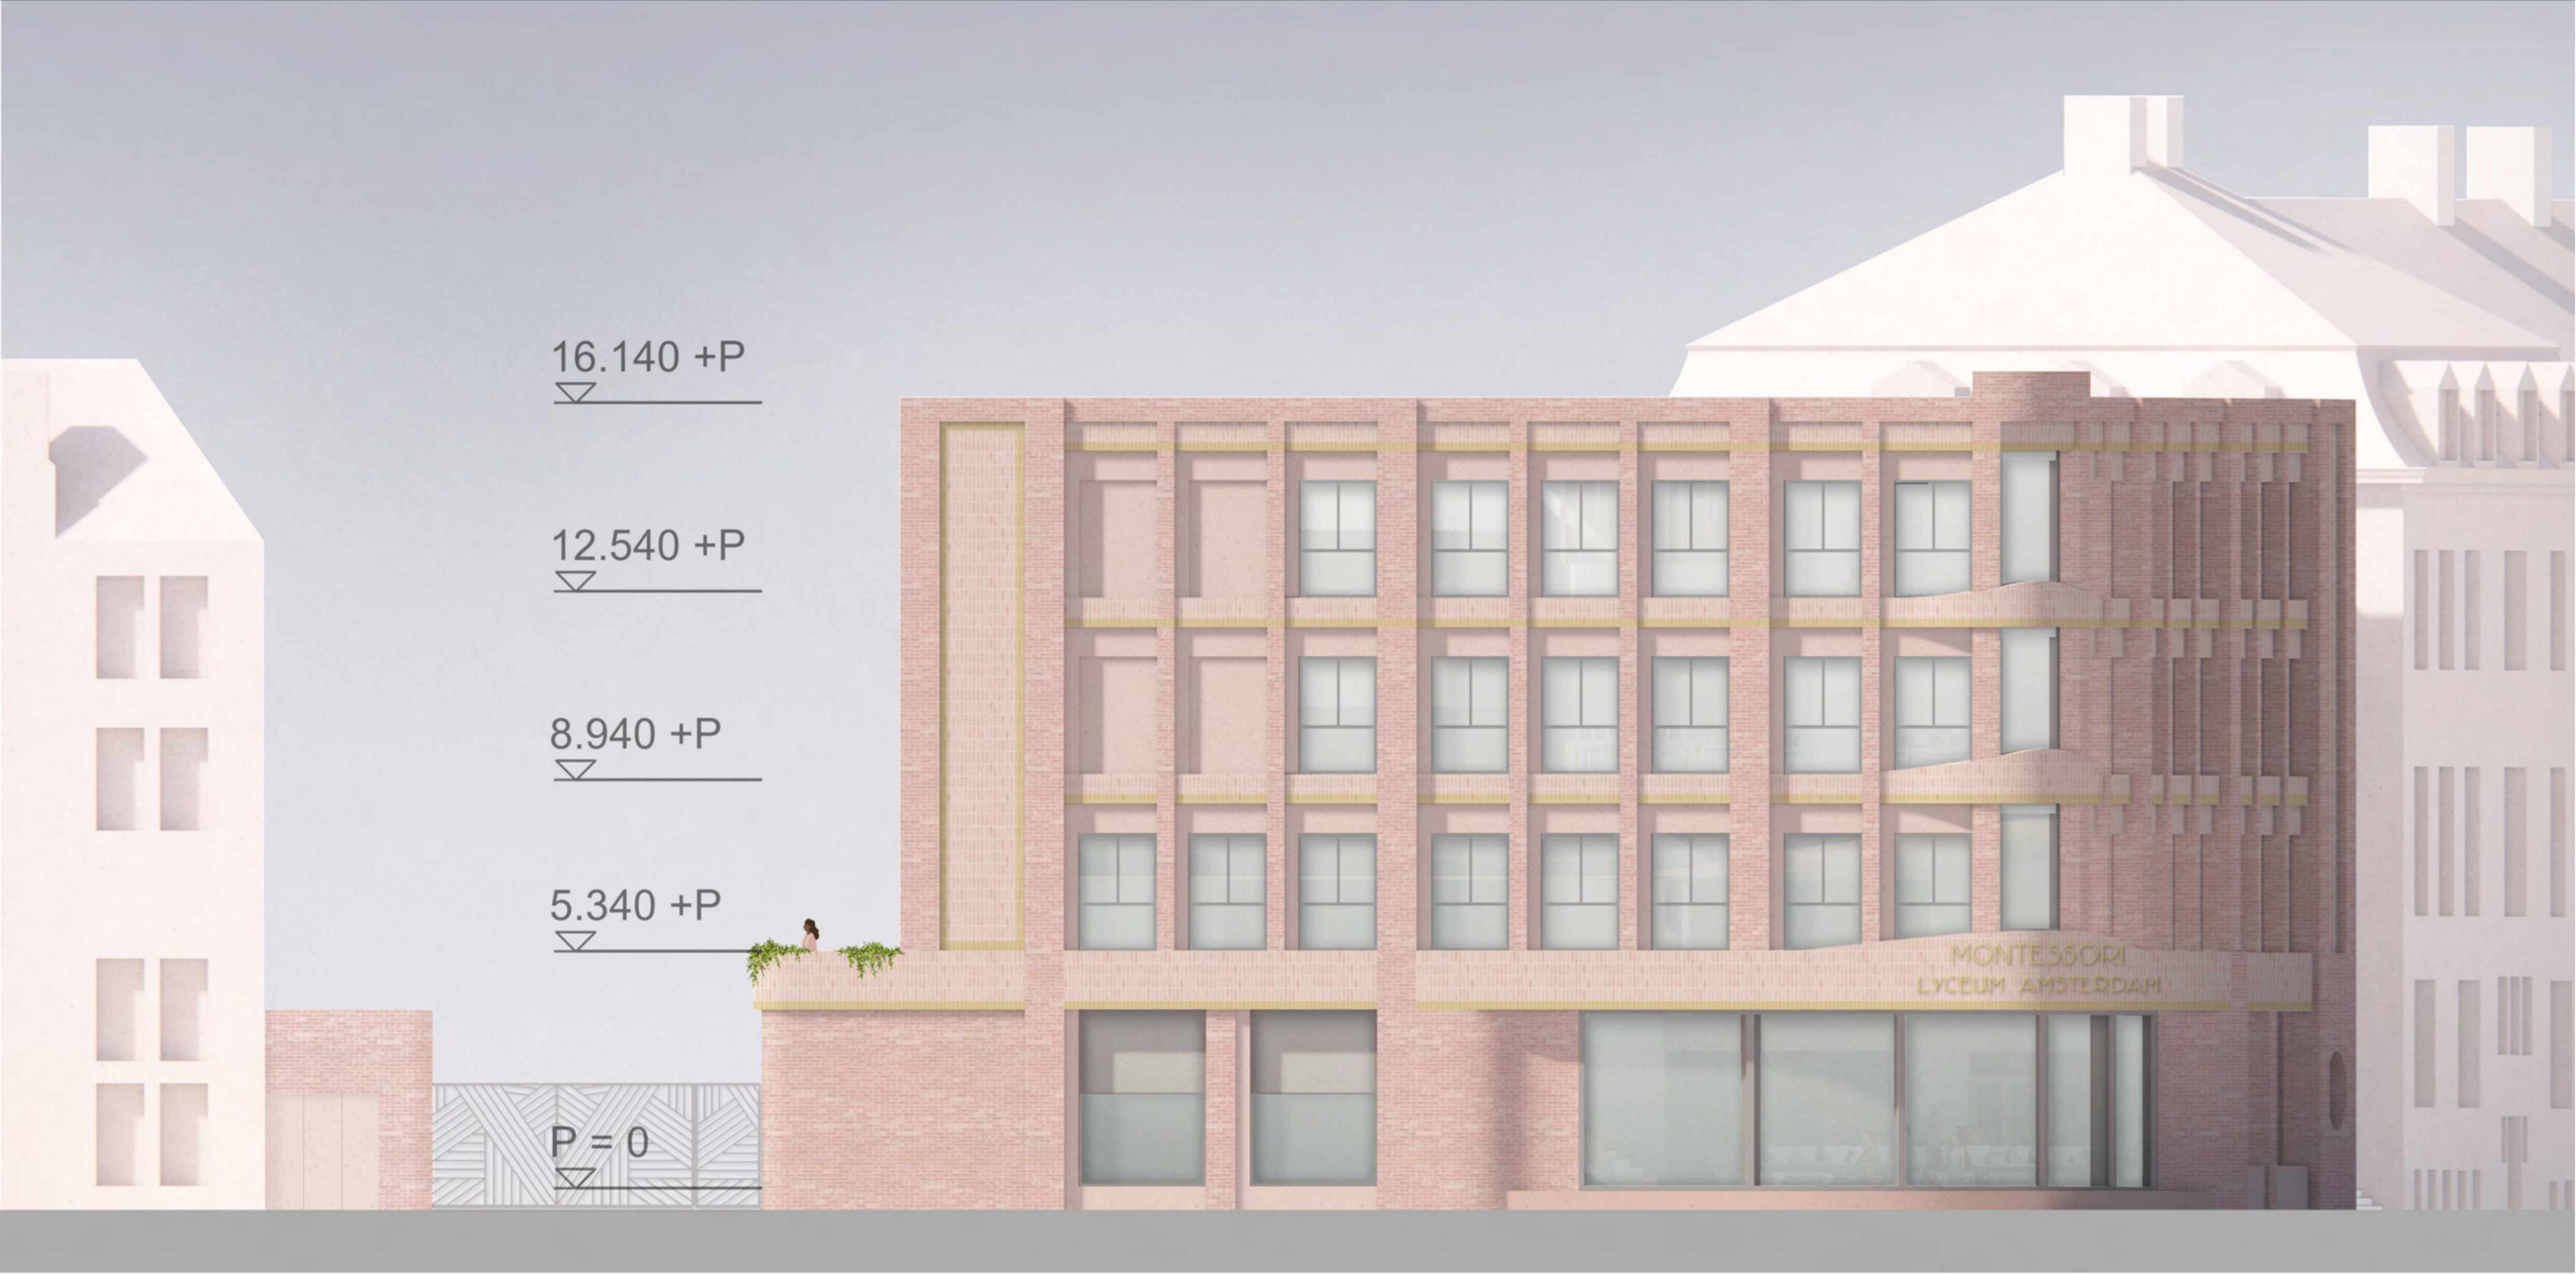 16.140 +P
12.540 +P
8.940 +P
5.340 +P
MONTESSORI
LYCEUM AMSTERDAM
P = 0